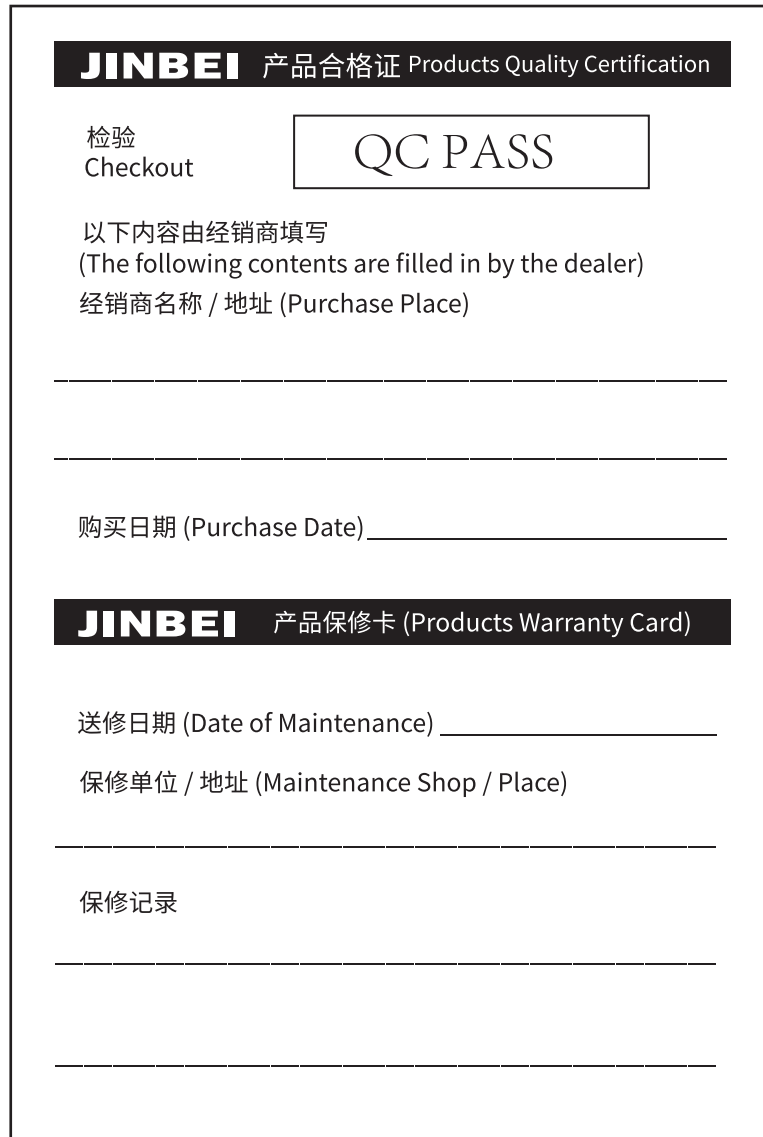 JINBEI 产品合格证 Products Quality Certification
检验
Checkout
QC PASS
以下内容由经销商填写
(The following contents are filled in by the dealer)
经销商名称 / 地址 (Purchase Place)
购买日期 (Purchase Date)
JINBEI 产品保修卡 (Products Warranty Card)
送修日期 (Date of Maintenance)
保修单位 / 地址 (Maintenance Shop / Place)
保修记录